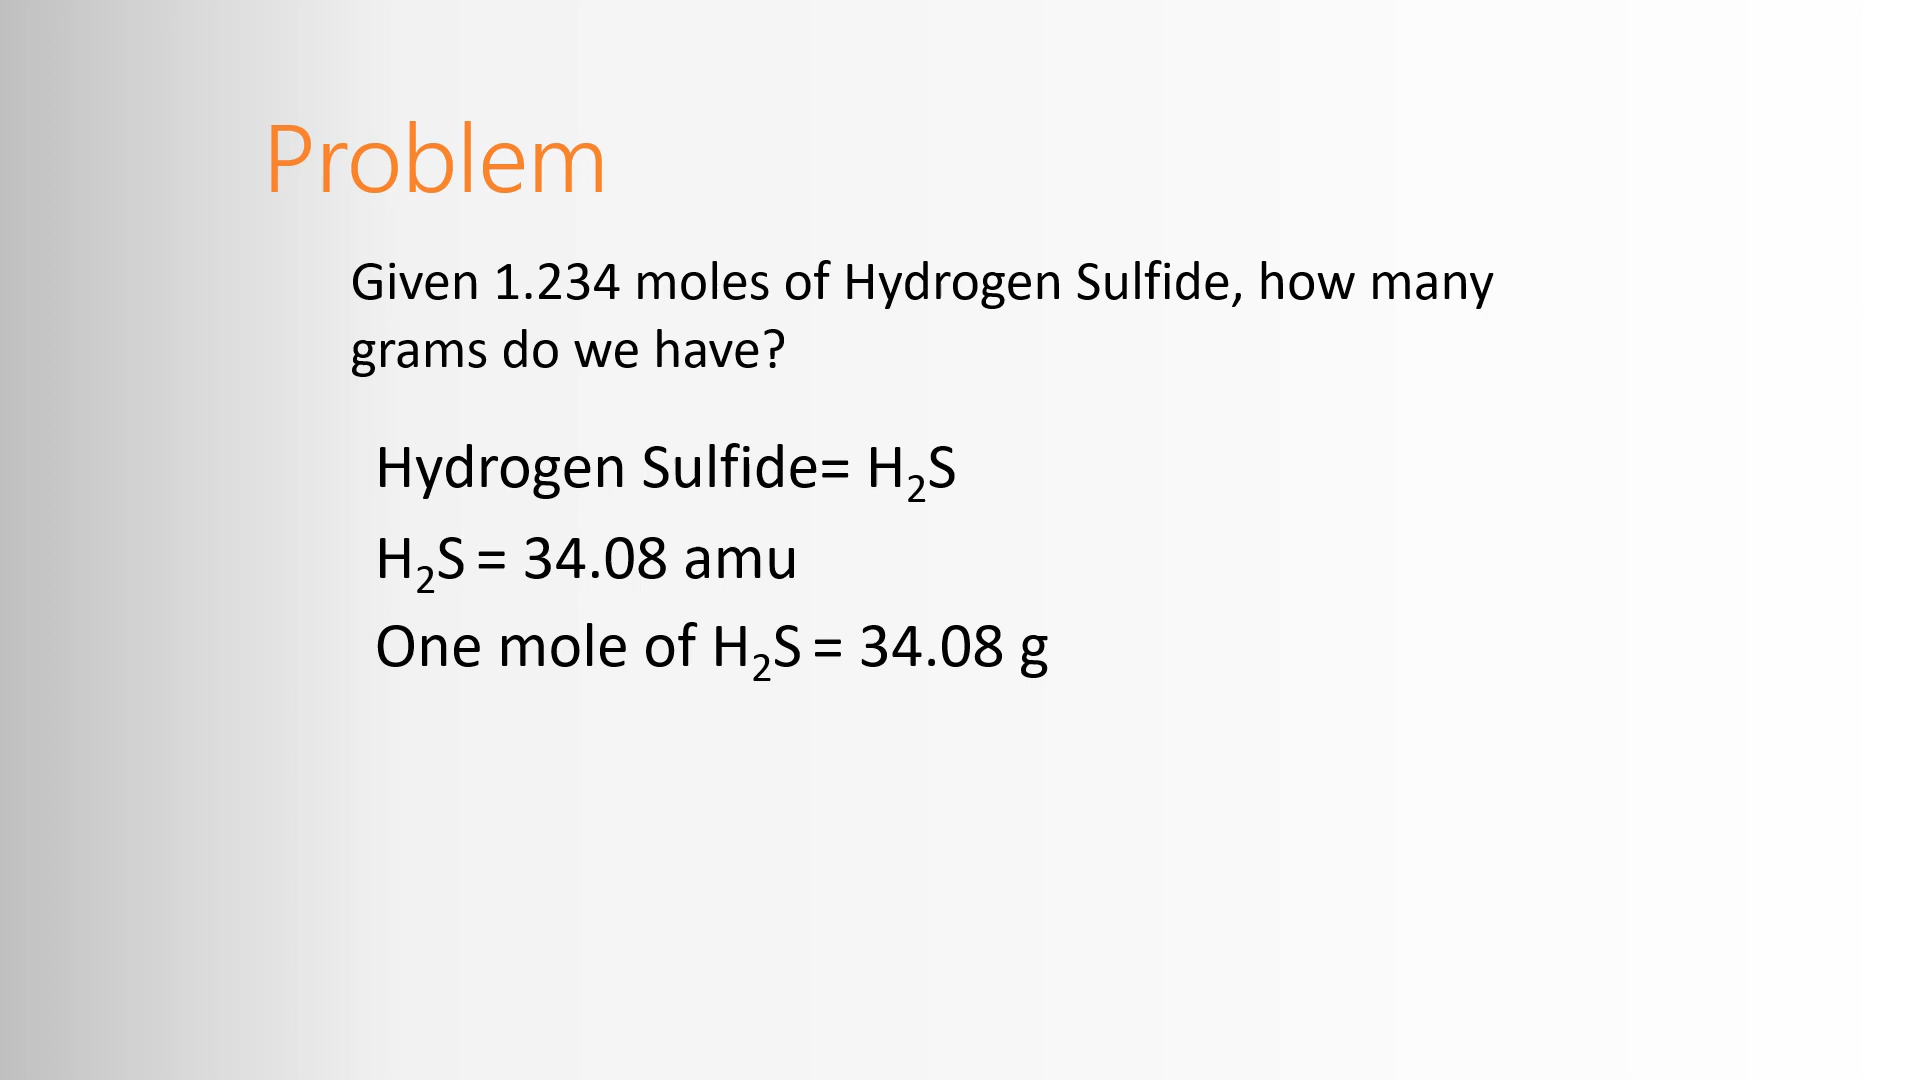 Problem
Given 1.234 moles of Hydrogen Sulfide, how many
grams do we have?
Hydrogen Sulfide= H₂S
H₂S = 34.08 amu
One mole of H₂S = 34.08 g